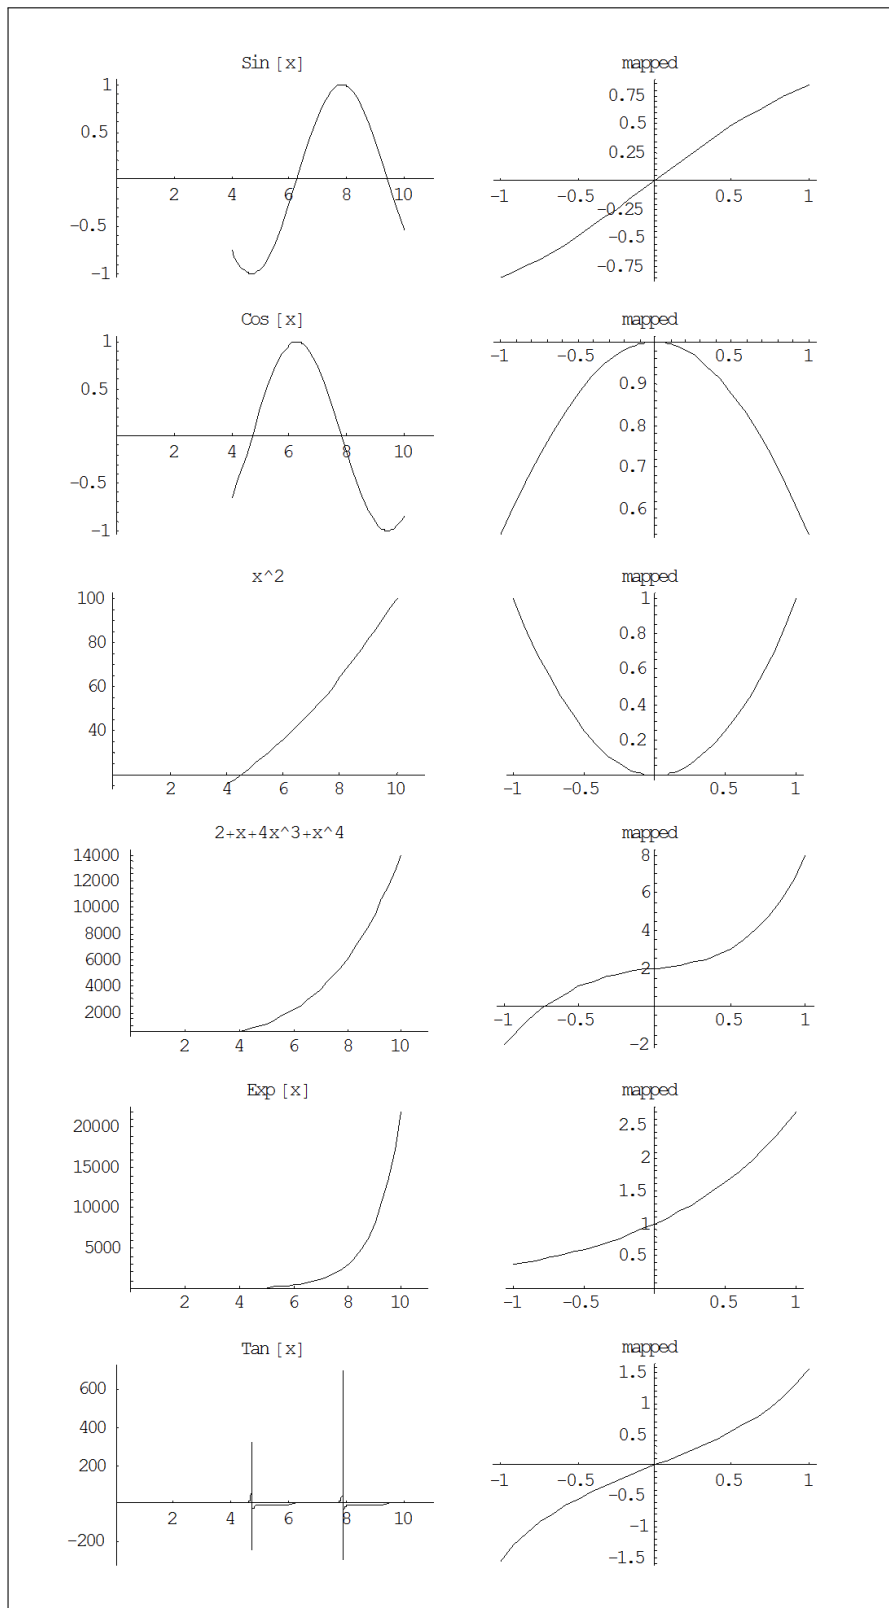 Sin [x]
1
0.5
−0.5
−1
2 4 6 8 10
mapped
0.75
0.5
0.25
−0.25
−0.5
−0.75
−1 −0.5 0.5 1
Cos [x]
1
0.5
−0.5
−1
2 4 6 8 10
mapped
−1 −0.5 0.5 1
0.9
0.8
0.7
0.6
x^2
100
80
60
40
2 4 6 8 10
mapped
1
0.8
0.6
0.4
0.2
−1 −0.5 0.5 1
2+x+4x^3+x^4
14000
12000
10000
8000
6000
4000
2000
2 4 6 8 10
mapped
8
6
4
2
−2
−1 −0.5 0.5 1
Exp [x]
20000
15000
10000
5000
2 4 6 8 10
mapped
2.5
2
1.5
1
0.5
−1 −0.5 0.5 1
Tan [x]
600
400
200
−200
2 4 6 8 10
mapped
1.5
1
0.5
−0.5
−1
−1.5
−1 −0.5 0.5 1